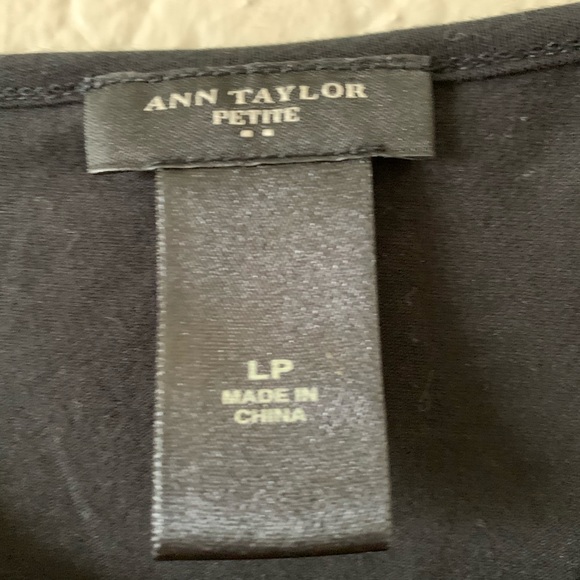 ANN TAYLOR
PETITE
LP
MADE IN
CHINA